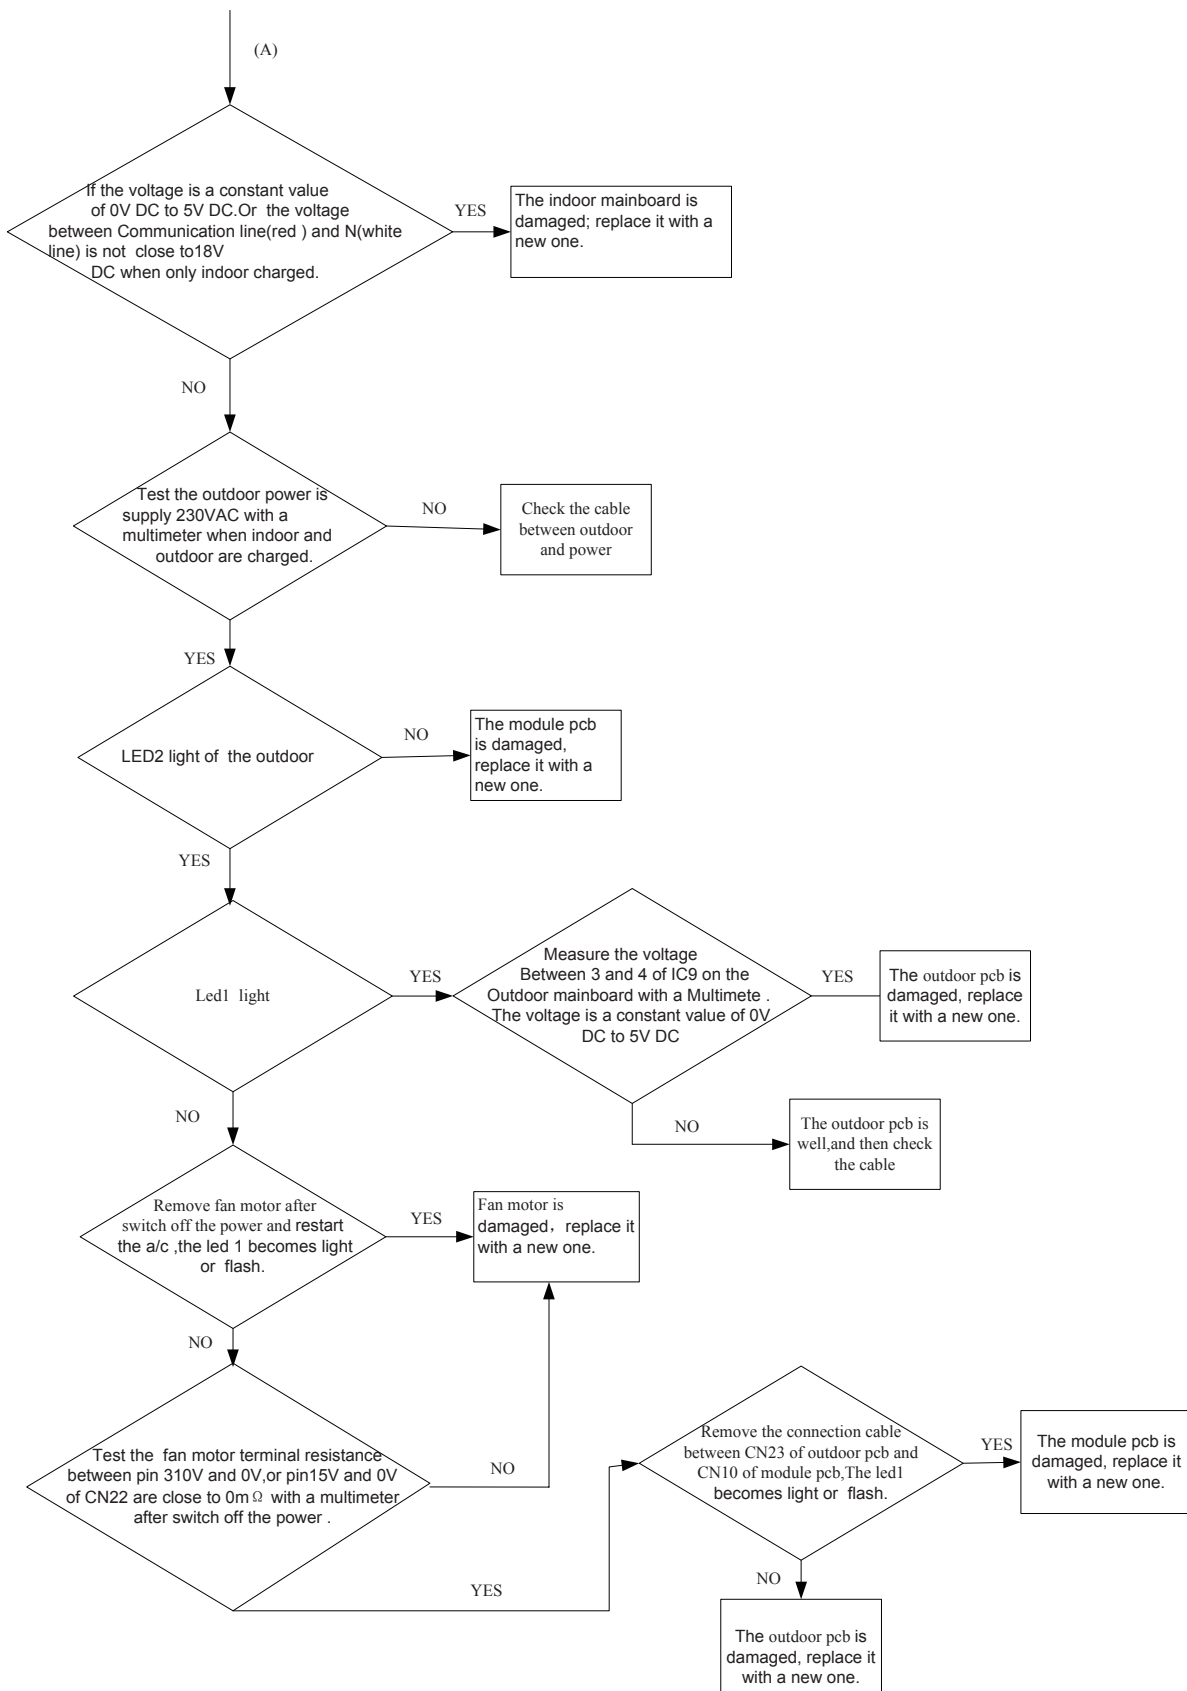 (A)
If the voltage is a constant value
of 0V DC to 5V DC.Or the voltage
between Communication line(red ) and N(white
line) is not close to18V
DC when only indoor charged.
YES
The indoor mainboard is
damaged; replace it with a
new one.
NO
Test the outdoor power is
supply 230VAC with a
multimeter when indoor and
outdoor are charged.
NO
Check the cable
between outdoor
and power
YES
LED2 light of the outdoor
NO
The module pcb
is damaged,
replace it with a
new one.
YES
Led1 light
YES
Measure the voltage
Between 3 and 4 of IC9 on the
Outdoor mainboard with a Multimete .
The voltage is a constant value of 0V
DC to 5V DC
YES
The outdoor pcb is
damaged, replace
it with a new one.
NO
The outdoor pcb is
well,and then check
the cable
NO
Remove fan motor after
switch off the power and restart
the a/c ,the led 1 becomes light
or flash.
YES
Fan motor is
damaged，replace it
with a new one.
NO
Test the fan motor terminal resistance
between pin 310V and 0V,or pin15V and 0V
of CN22 are close to 0mΩ with a multimeter
after switch off the power .
NO
YES
Remove the connection cable
between CN23 of outdoor pcb and
CN10 of module pcb,The led1
becomes light or flash.
YES
The module pcb is
damaged, replace it
with a new one.
NO
The outdoor pcb is
damaged, replace it
with a new one.